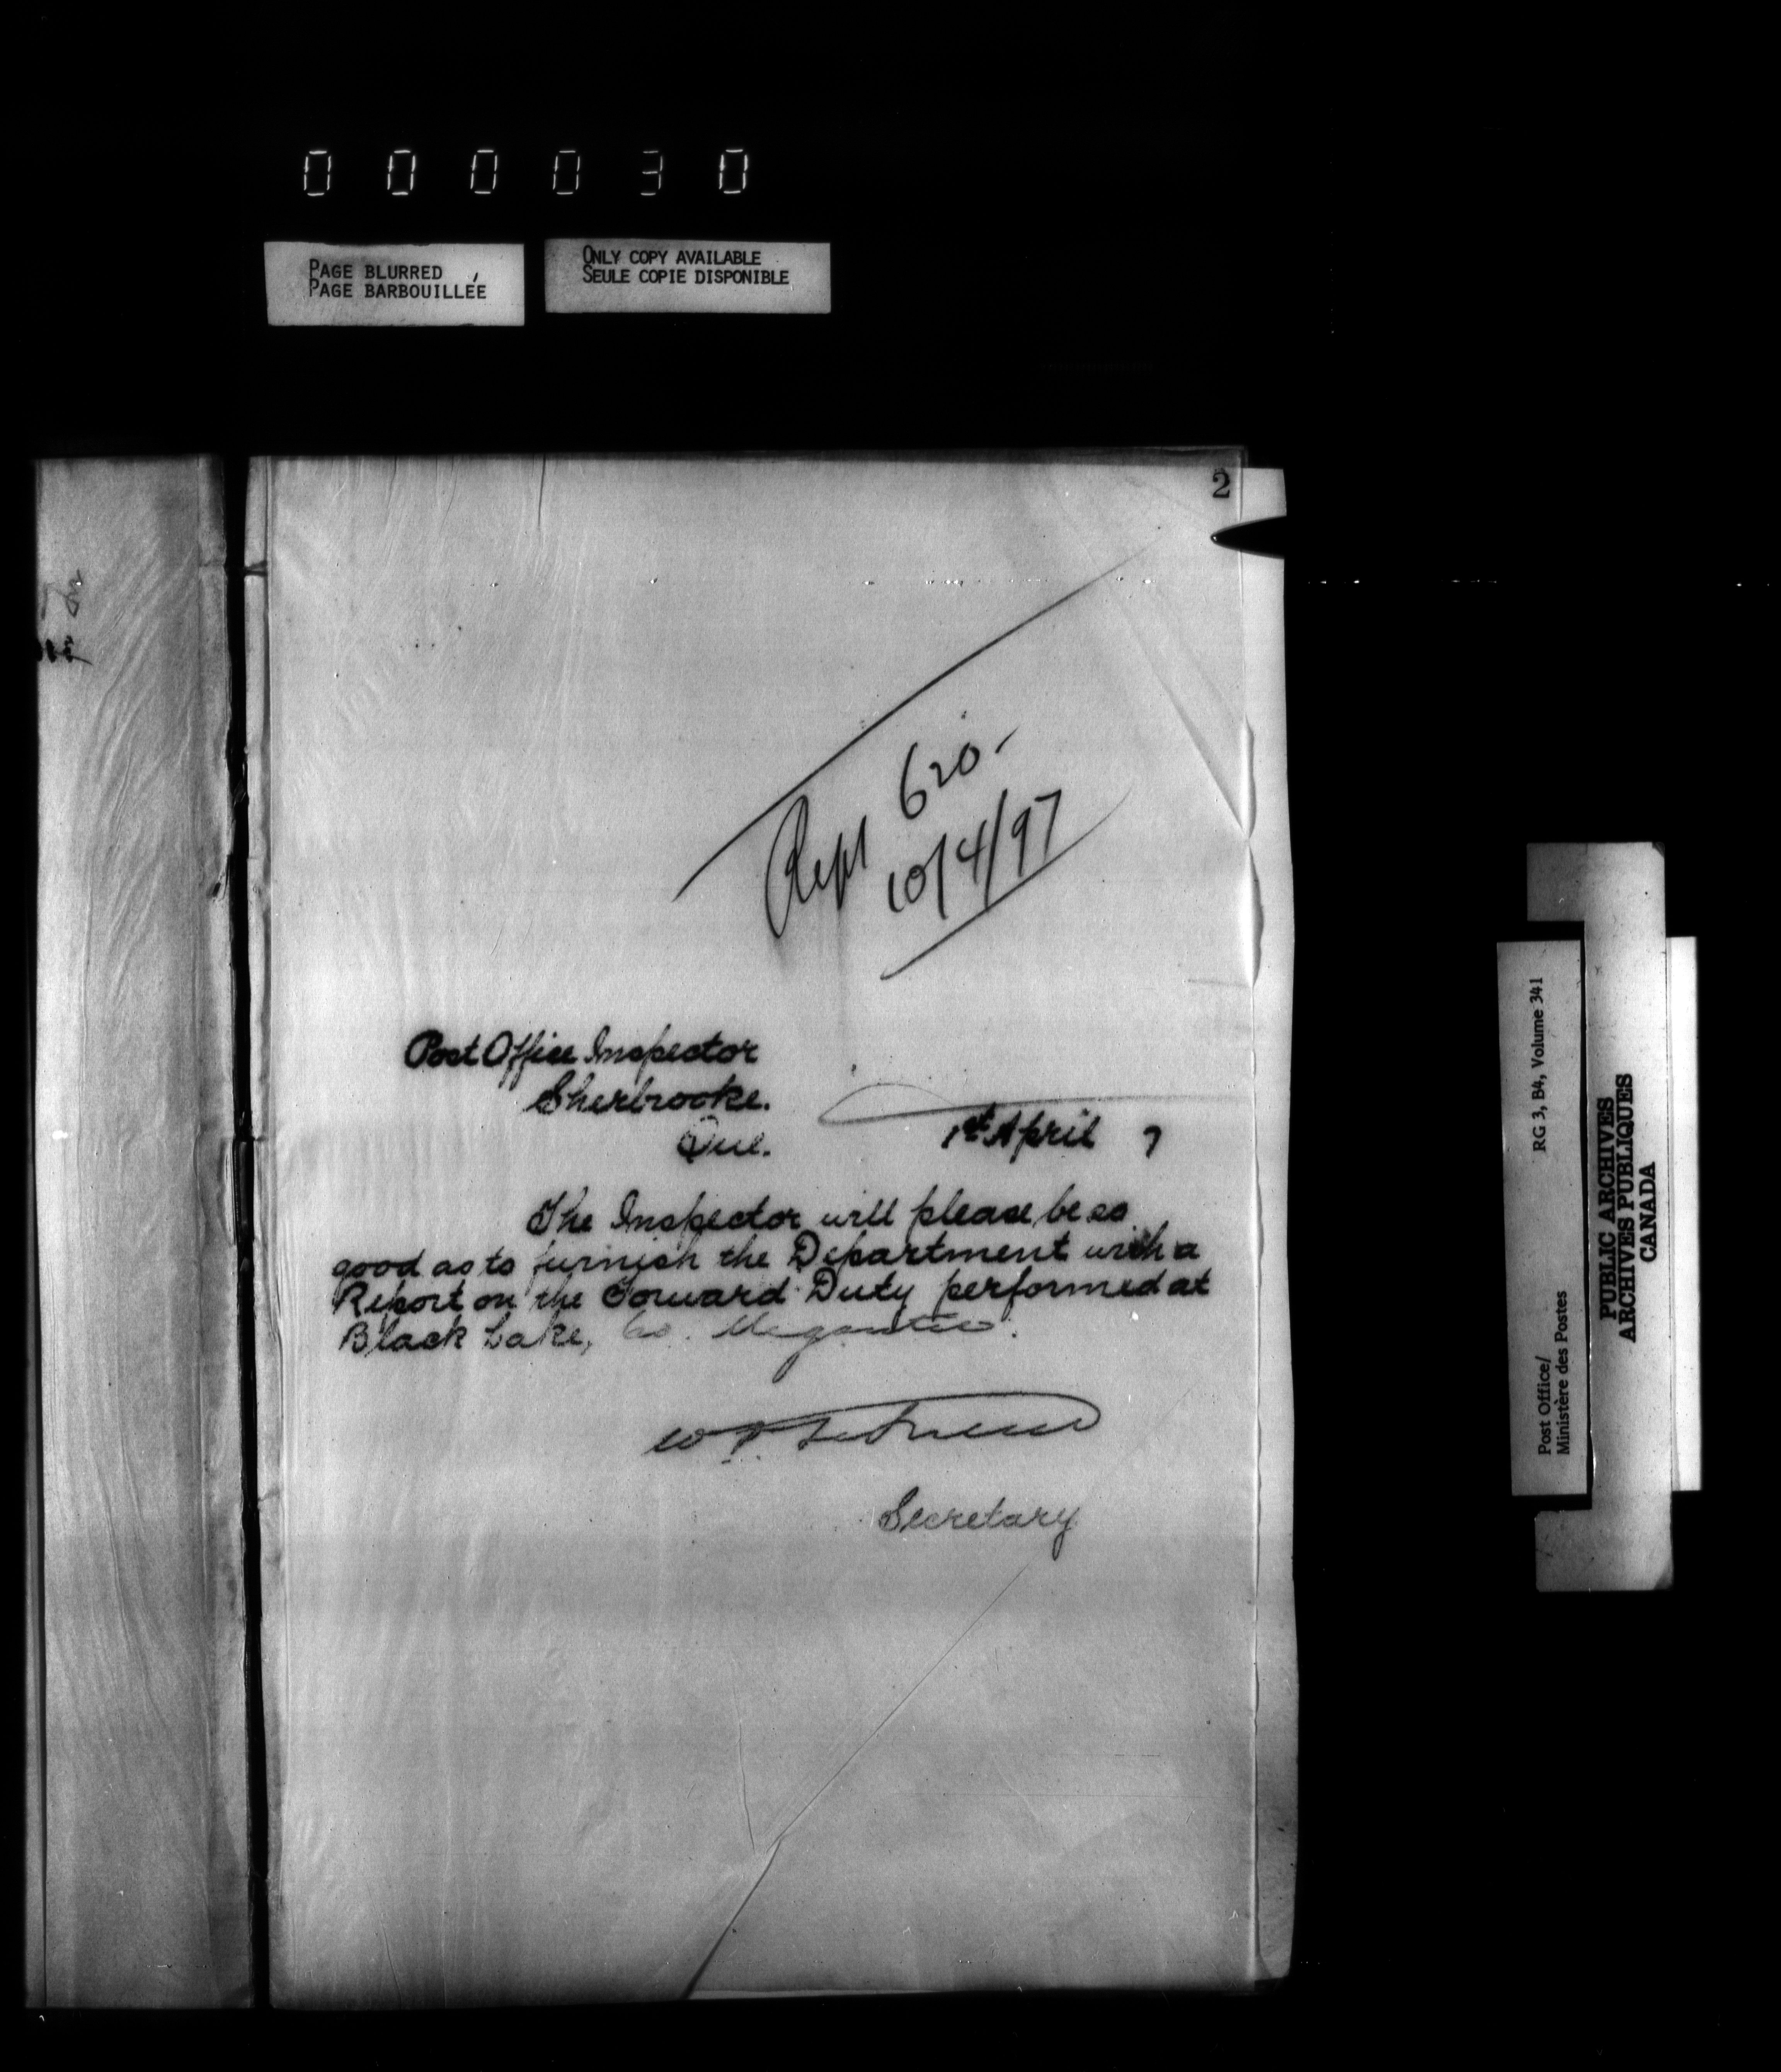 000030
PAGE BLURRED
PAGE BARBOUILLÉE
ONLY COPY AVAILABLE
SEULE COPIE DISPONIBLE
2
Rept 620-
10/4/97
Post Office Inspector
Sherbrooke.
Que.
1st April 7
The Inspector will please be so
good as to furnish the Department with a
Report on the Forward Duty performed at
Black Lake, Co. Megantic.
Secretary
RG 3, B4, Volume 341
Post Office/
Ministère des Postes
PUBLIC ARCHIVES
ARCHIVES PUBLIQUES
CANADA